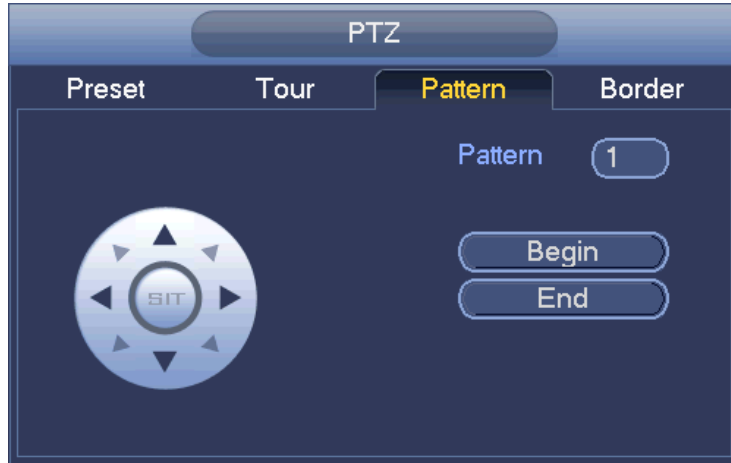 PTZ
Preset Tour Pattern Border
Pattern 1
Begin
SIT
End